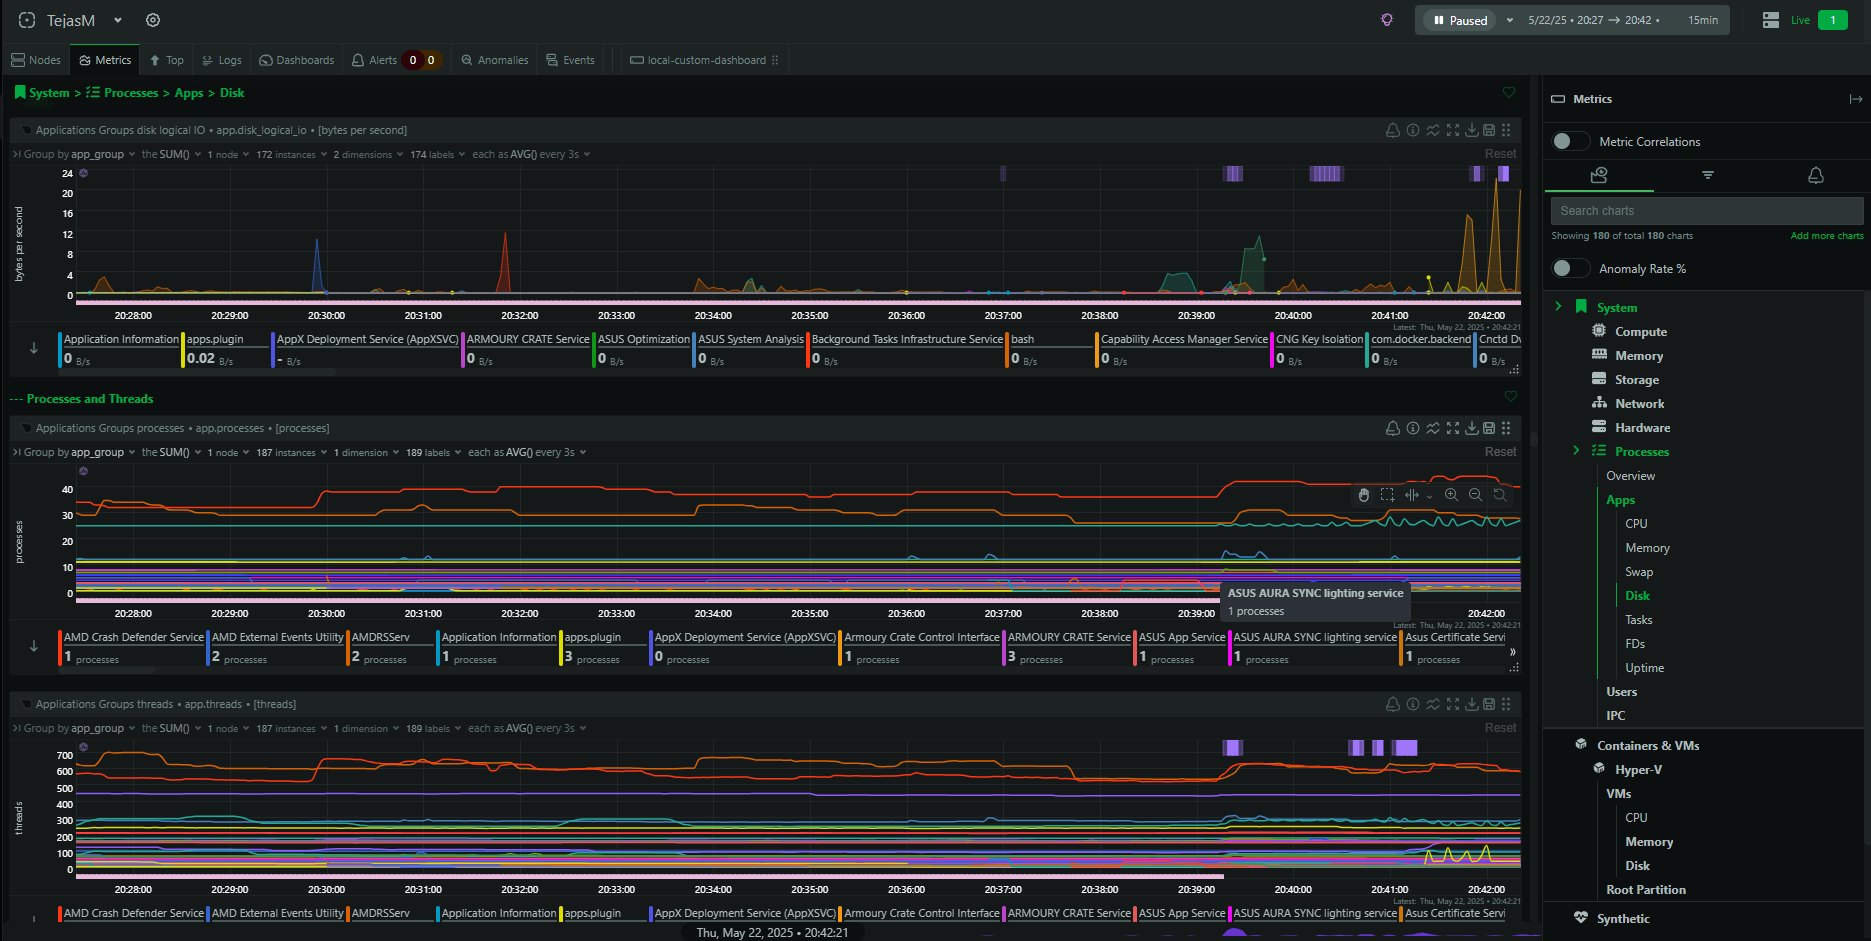 TejasM
Paused 5/22/25 • 20:27 → 20:42 • 15min
Live 1
Nodes Metrics Top Logs Dashboards Alerts 0 0 Anomalies Events local-custom-dashboard
System > Processes > Apps > Disk
Applications Groups disk logical IO • app.disk_logical_io • [bytes per second]
Group by app_group the SUM() 1 node 172 instances 2 dimensions 174 labels each as AVG() every 3s Reset
bytes per second
24
20
16
12
8
4
0
20:28:00 20:29:00 20:30:00 20:31:00 20:32:00 20:33:00 20:34:00 20:35:00 20:36:00 20:37:00 20:38:00 20:39:00 20:40:00 20:41:00 20:42:00
Latest: Thu, May 22, 2025 • 20:42:21
Application Information apps.plugin AppX Deployment Service (AppXSVC) ARMOURY CRATE Service ASUS Optimization ASUS System Analysis Background Tasks Infrastructure Service bash Capability Access Manager Service CNG Key Isolation com.docker.backend Cnctd Dv
0 B/s 0.02 B/s - B/s 0 B/s 0 B/s 0 B/s 0 B/s 0 B/s 0 B/s 0 B/s 0 B/s 0 B/s
--- Processes and Threads
Applications Groups processes • app.processes • [processes]
Group by app_group the SUM() 1 node 187 instances 1 dimension 189 labels each as AVG() every 3s Reset
processes
40
30
20
10
0
ASUS AURA SYNC lighting service
1 processes
20:28:00 20:29:00 20:30:00 20:31:00 20:32:00 20:33:00 20:34:00 20:35:00 20:36:00 20:37:00 20:38:00 20:39:00 20:42:00
Latest: Thu, May 22, 2025 • 20:42:21
AMD Crash Defender Service AMD External Events Utility AMDRSServ Application Information apps.plugin AppX Deployment Service (AppXSVC) Armoury Crate Control Interface ARMOURY CRATE Service ASUS App Service ASUS AURA SYNC lighting service Asus Certificate Servi
1 processes 2 processes 2 processes 1 processes 3 processes 0 processes 1 processes 3 processes 1 processes 1 processes 1 processes
Applications Groups threads • app.threads • [threads]
Group by app_group the SUM() 1 node 187 instances 1 dimension 189 labels each as AVG() every 3s Reset
threads
700
600
500
400
300
200
100
0
20:28:00 20:29:00 20:30:00 20:31:00 20:32:00 20:33:00 20:34:00 20:35:00 20:36:00 20:37:00 20:38:00 20:39:00 20:40:00 20:41:00 20:42:00
Latest: Thu, May 22, 2025 • 20:42:21
AMD Crash Defender Service AMD External Events Utility AMDRSServ Application Information apps.plugin AppX Deployment Service (AppXSVC) Armoury Crate Control Interface ARMOURY CRATE Service ASUS App Service ASUS AURA SYNC lighting service Asus Certificate Servi
Thu, May 22, 2025 • 20:42:21
Metrics
Metric Correlations
Search charts
Showing 180 of total 180 charts Add more charts
Anomaly Rate %
System
Compute
Memory
Storage
Network
Hardware
Processes
Overview
Apps
CPU
Memory
Swap
Disk
Tasks
FDs
Uptime
Users
IPC
Containers & VMs
Hyper-V
VMs
CPU
Memory
Disk
Root Partition
Synthetic